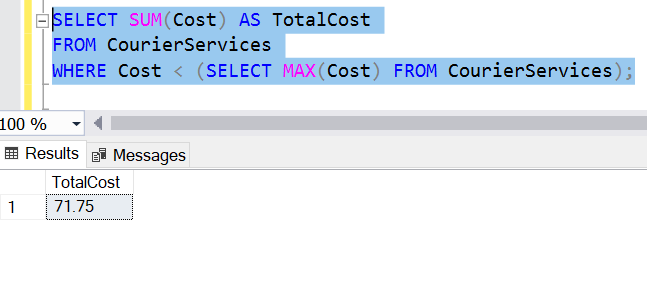 SELECT SUM(Cost) AS TotalCost
FROM CourierServices
WHERE Cost < (SELECT MAX(Cost) FROM CourierServices);
100 %
Results Messages
TotalCost
1 71.75